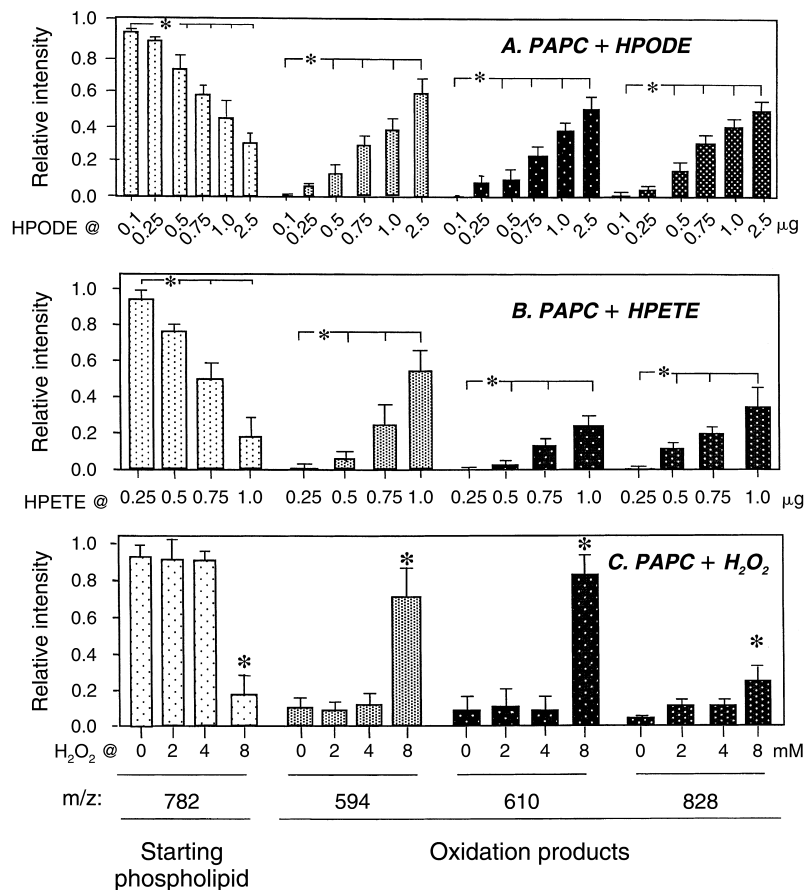 A. PAPC + HPODE
Relative intensity
1.0
0.8
0.6
0.4
0.2
0.0
* * * *
HPODE @ 0.1 0.25 0.5 0.75 1.0 2.5 0.1 0.25 0.5 0.75 1.0 2.5 0.1 0.25 0.5 0.75 1.0 2.5 0.1 0.25 0.5 0.75 1.0 2.5 μg
B. PAPC + HPETE
Relative intensity
1.0
0.8
0.6
0.4
0.2
0.0
* * * *
HPETE @ 0.25 0.5 0.75 1.0 0.25 0.5 0.75 1.0 0.25 0.5 0.75 1.0 0.25 0.5 0.75 1.0 μg
C. PAPC + H₂O₂
Relative intensity
1.0
0.8
0.6
0.4
0.2
0.0
* * * *
H₂O₂ @ 0 2 4 8 0 2 4 8 0 2 4 8 0 2 4 8 mM
m/z: 782 594 610 828
Starting Oxidation products
phospholipid